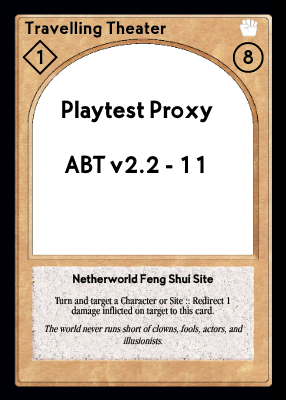 Travelling Theater
1
8
Playtest Proxy
ABT v2.2 - 11
Netherworld Feng Shui Site
Turn and target a Character or Site :: Redirect 1
damage inflicted on target to this card.
The world never runs short of clowns, fools, actors, and
illusionists.